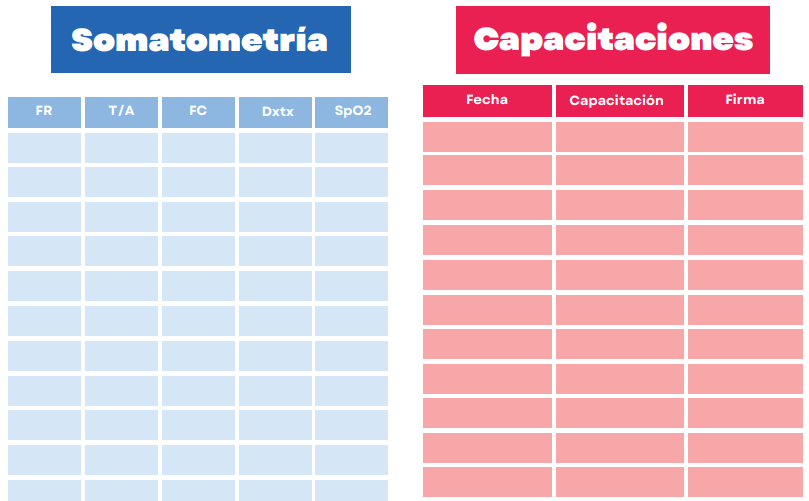 Somatometría
FR T/A FC Dxtx SpO2
Capacitaciones
Fecha Capacitación Firma